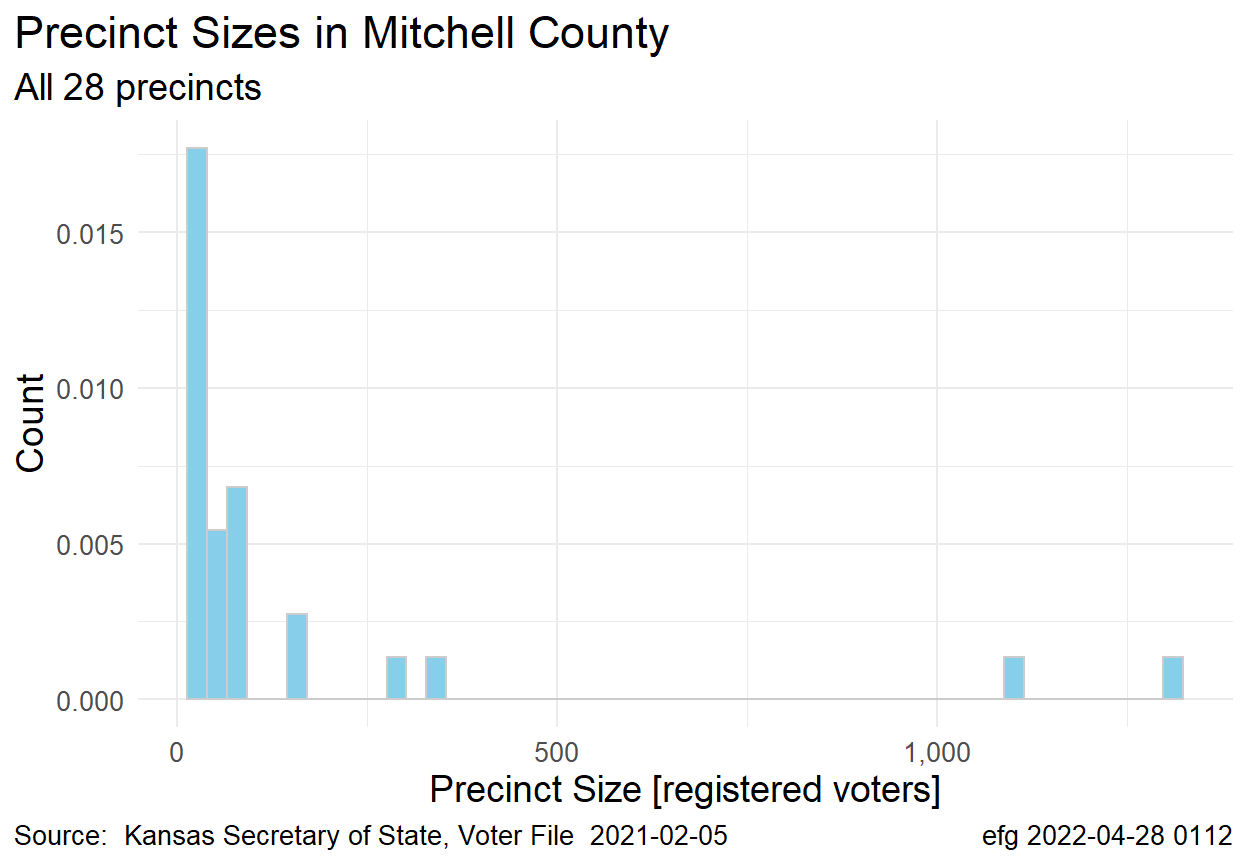 Precinct Sizes in Mitchell County
All 28 precincts
0.015
0.010
0.005
0.000
Count
0 500 1,000
Precinct Size [registered voters]
Source:  Kansas Secretary of State, Voter File  2021-02-05 efg 2022-04-28 0112